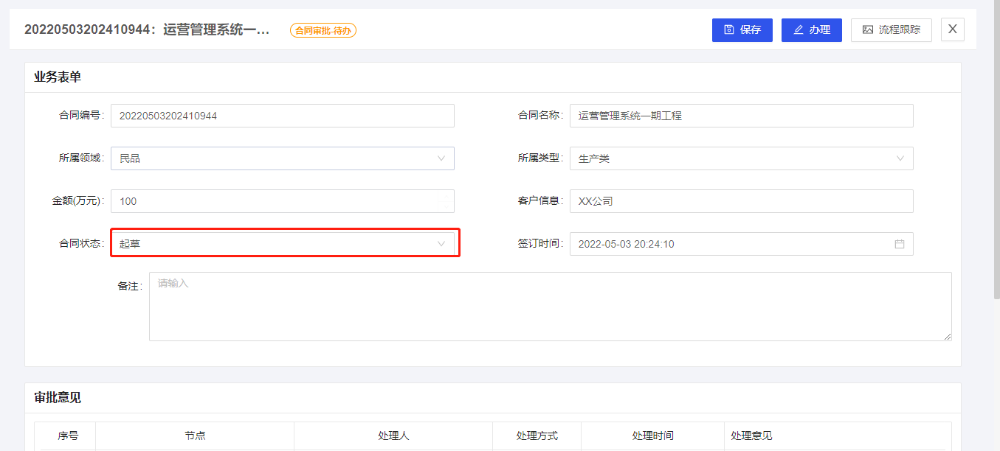 20220503202410944：运营管理系统一... 合同审批-待办 保存 办理 流程跟踪 X
业务表单
合同编号: 20220503202410944 合同名称: 运营管理系统一期工程
所属领域: 民品 所属类型: 生产类
金额(万元): 100 客户信息: XX公司
合同状态: 起草 签订时间: 2022-05-03 20:24:10
备注: 请输入
审批意见
序号 节点 处理人 处理方式 处理时间 处理意见